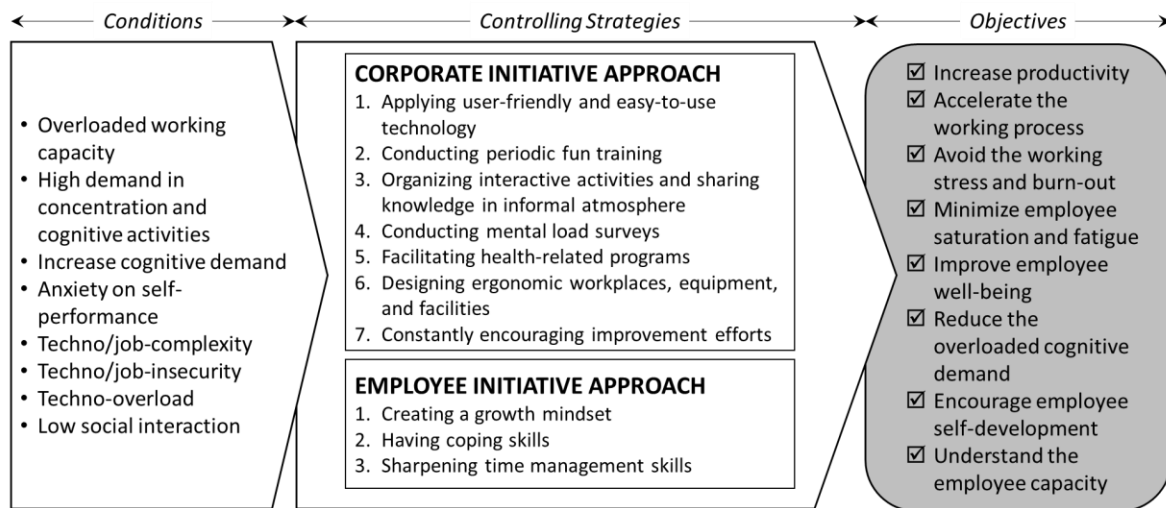 Conditions
Controlling Strategies
Objectives
• Overloaded working
capacity
• High demand in
concentration and
cognitive activities
• Increase cognitive demand
• Anxiety on self-
performance
• Techno/job-complexity
• Techno/job-insecurity
• Techno-overload
• Low social interaction
CORPORATE INITIATIVE APPROACH
1. Applying user-friendly and easy-to-use
technology
2. Conducting periodic fun training
3. Organizing interactive activities and sharing
knowledge in informal atmosphere
4. Conducting mental load surveys
5. Facilitating health-related programs
6. Designing ergonomic workplaces, equipment,
and facilities
7. Constantly encouraging improvement efforts
EMPLOYEE INITIATIVE APPROACH
1. Creating a growth mindset
2. Having coping skills
3. Sharpening time management skills
☑ Increase productivity
☑ Accelerate the
working process
☑ Avoid the working
stress and burn-out
☑ Minimize employee
saturation and fatigue
☑ Improve employee
well-being
☑ Reduce the
overloaded cognitive
demand
☑ Encourage employee
self-development
☑ Understand the
employee capacity